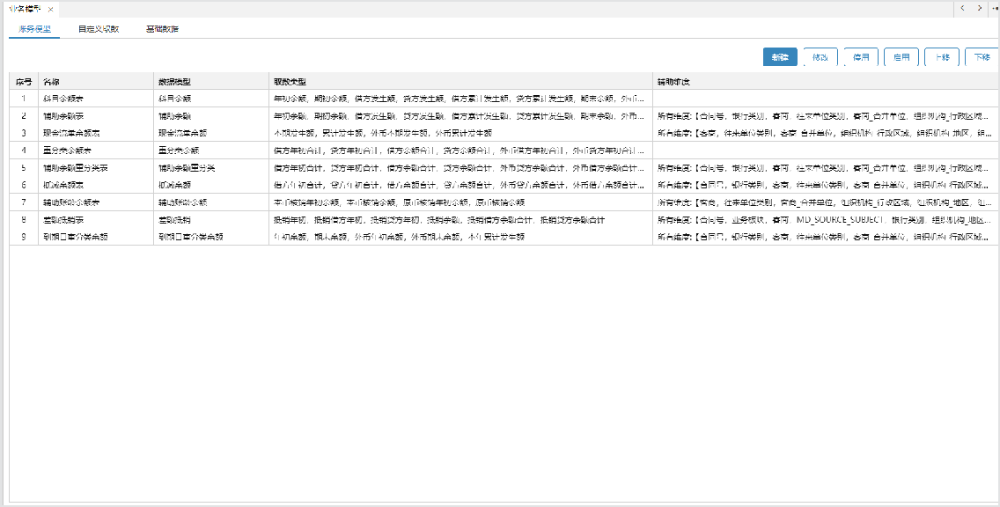 业务模型
账务模型 自定义取数 基础数据
新建 修改 停用 启用 上移 下移
序号 名称 数据模型 取数类型 辅助维度
1 科目余额表 科目余额 年初余额，期初余额，借方发生额，贷方发生额，借方累计发生额，贷方累计发生额，期末余额，外币...
2 辅助余额表 辅助余额 年初余额，期初余额，借方发生额，贷方发生额，借方累计发生额，贷方累计发生额，期末余额，外币... 所有维度:【合同号，银行类别，客商，往来单位类别，客商_合并单位，组织机构_行政区域...
3 现金流量余额表 现金流量余额 本期发生额，累计发生额，外币本期发生额，外币累计发生额 所有维度:【客商，往来单位类别，客商_合并单位，组织机构_行政区域，组织机构_地区，组...
4 重分类余额表 重分类余额 借方年初合计，贷方年初合计，借方余额合计，贷方余额合计，外币借方年初合计，外币贷方年初合计...
5 辅助余额重分类表 辅助余额重分类 借方年初合计，贷方年初合计，借方余额合计，贷方余额合计，外币贷方余额合计，外币借方余额合计... 所有维度:【合同号，银行类别，客商，往来单位类别，客商_合并单位，组织机构_行政区域...
6 抵减余额表 抵减余额 借方年初合计，贷方年初合计，借方余额合计，贷方余额合计，外币贷方余额合计，外币借方余额合计... 所有维度:【合同号，银行类别，客商，往来单位类别，客商_合并单位，组织机构_行政区域...
7 辅助账龄余额表 辅助账龄余额 本币核销年初余额，本币核销余额，原币核销年初余额，原币核销余额 所有维度:【客商，往来单位类别，客商_合并单位，组织机构_行政区域，组织机构_地区，组...
8 差额抵销表 差额抵销 抵销年初，抵销借方年初，抵销贷方年初，抵销余额，抵销借方余额合计，抵销贷方余额合计 所有维度:【合同号，业务板块，客商，MD_SOURCE_SUBJECT，银行类别，组织机构_地区...
9 到期日重分类余额 到期日重分类余额 年初余额，期末余额，外币年初余额，外币期末余额，本年累计发生额 所有维度:【合同号，银行类别，客商，往来单位类别，客商_合并单位，组织机构_行政区域...